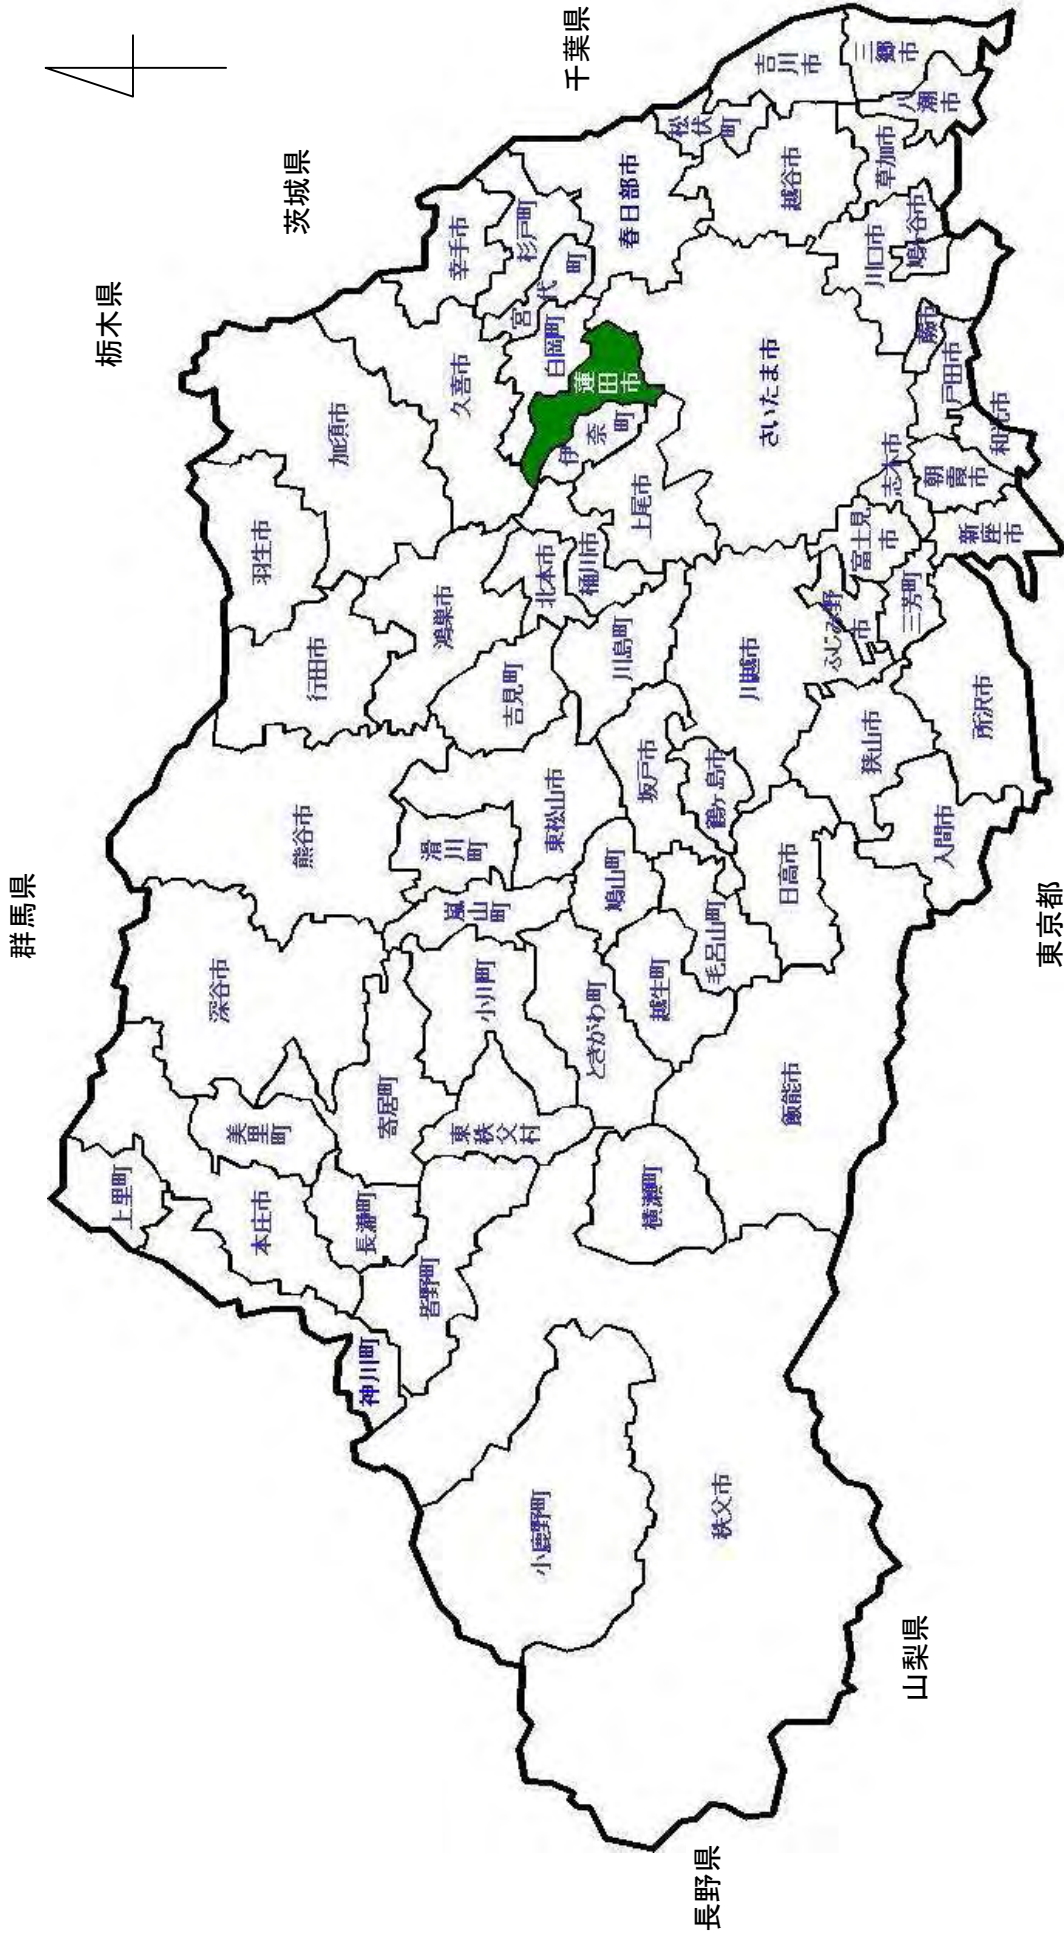 群馬県
栃木県
茨城県
千葉県
東京都
山梨県
長野県
上里町
本庄市
美里町
深谷市
神川町
長瀞町
皆野町
寄居町
熊谷市
行田市
羽生市
加須市
久喜市
幸手市
杉戸町
宮代町
白岡町
蓮田市
伊奈町
春日部市
松伏町
吉川市
三郷市
八潮市
草加市
越谷市
川口市
鳩ヶ谷市
蕨市
戸田市
さいたま市
和光市
朝霞市
志木市
新座市
富士見市
三芳町
ふじみ野市
上尾市
桶川市
北本市
鴻巣市
吉見町
川島町
川越市
所沢市
狭山市
入間市
日高市
鶴ヶ島市
坂戸市
東松山市
滑川町
嵐山町
小川町
鳩山町
毛呂山町
越生町
ときがわ町
東秩父村
飯能市
横瀬町
小鹿野町
秩父市